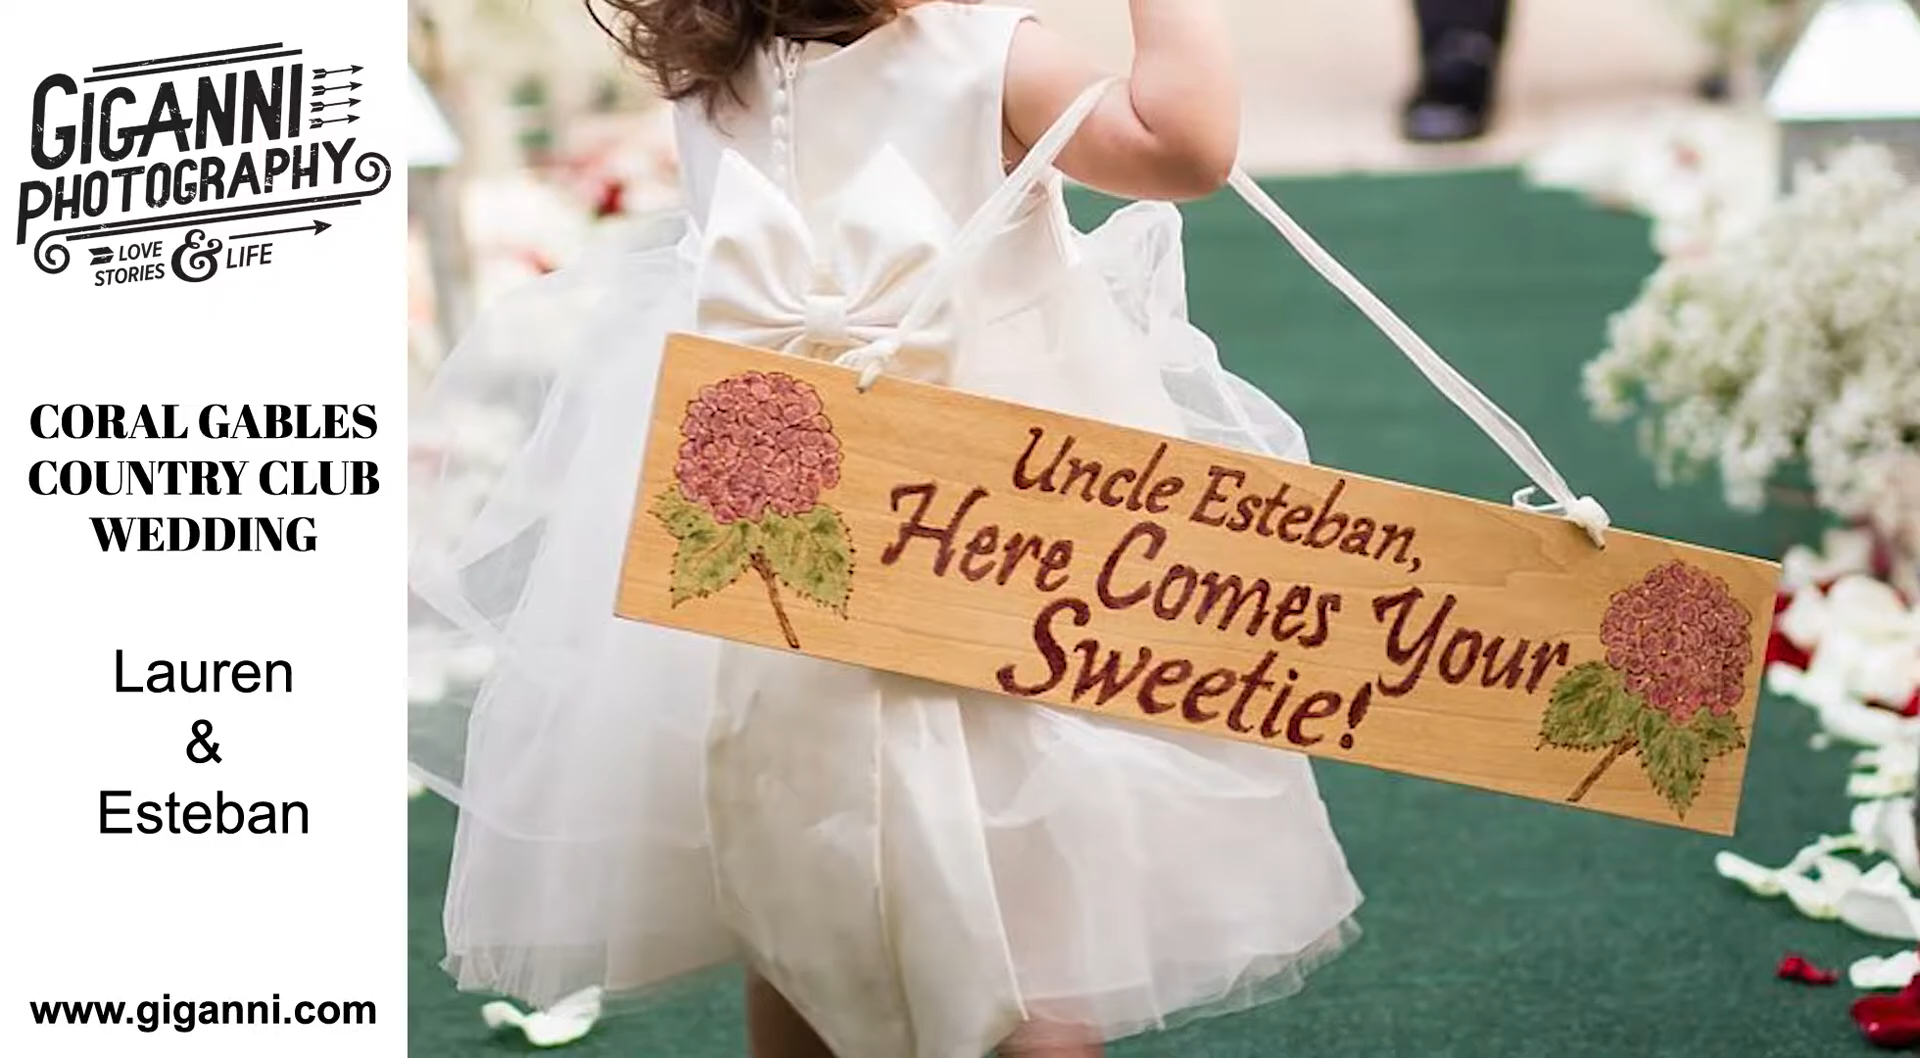 GIGANNI
PHOTOGRAPHY
LOVE
STORIES & LIFE
CORAL GABLES
COUNTRY CLUB
WEDDING
Lauren
&
Esteban
www.giganni.com
Uncle Esteban,
Here Comes Your
Sweetie!